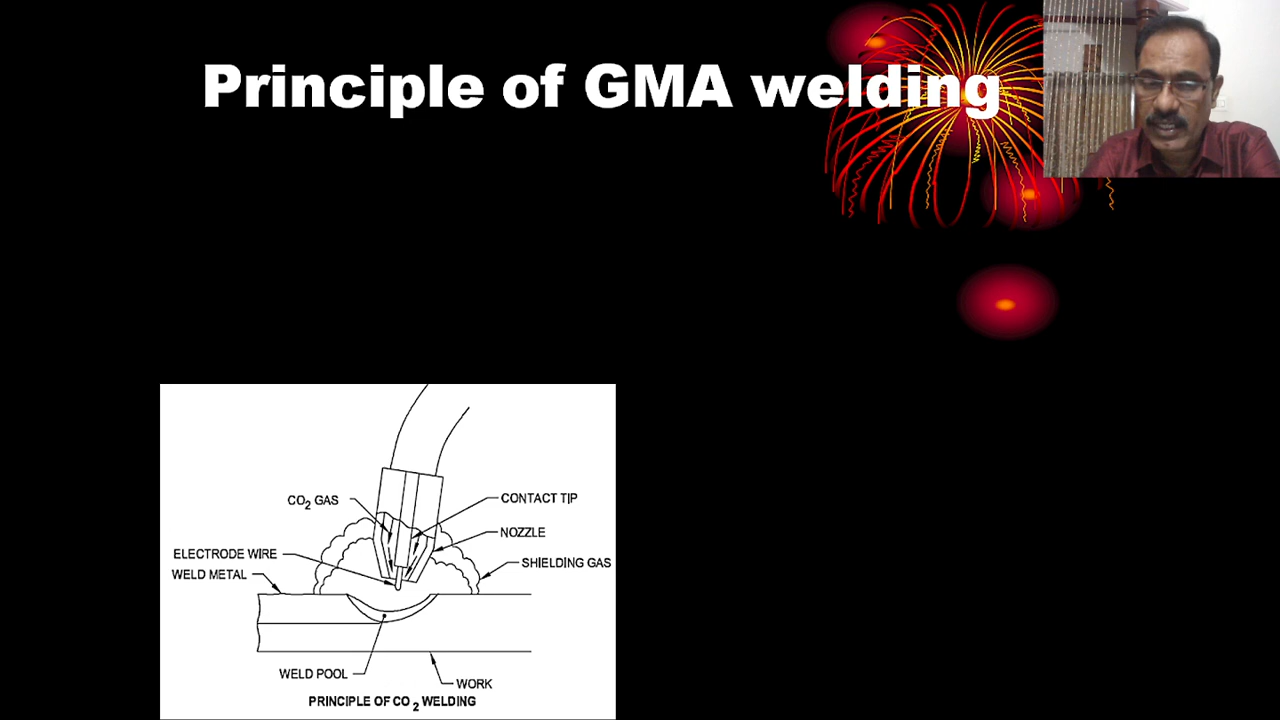 Principle of GMA welding
CO2 GAS
CONTACT TIP
NOZZLE
ELECTRODE WIRE
SHIELDING GAS
WELD METAL
WELD POOL
WORK
PRINCIPLE OF CO2 WELDING